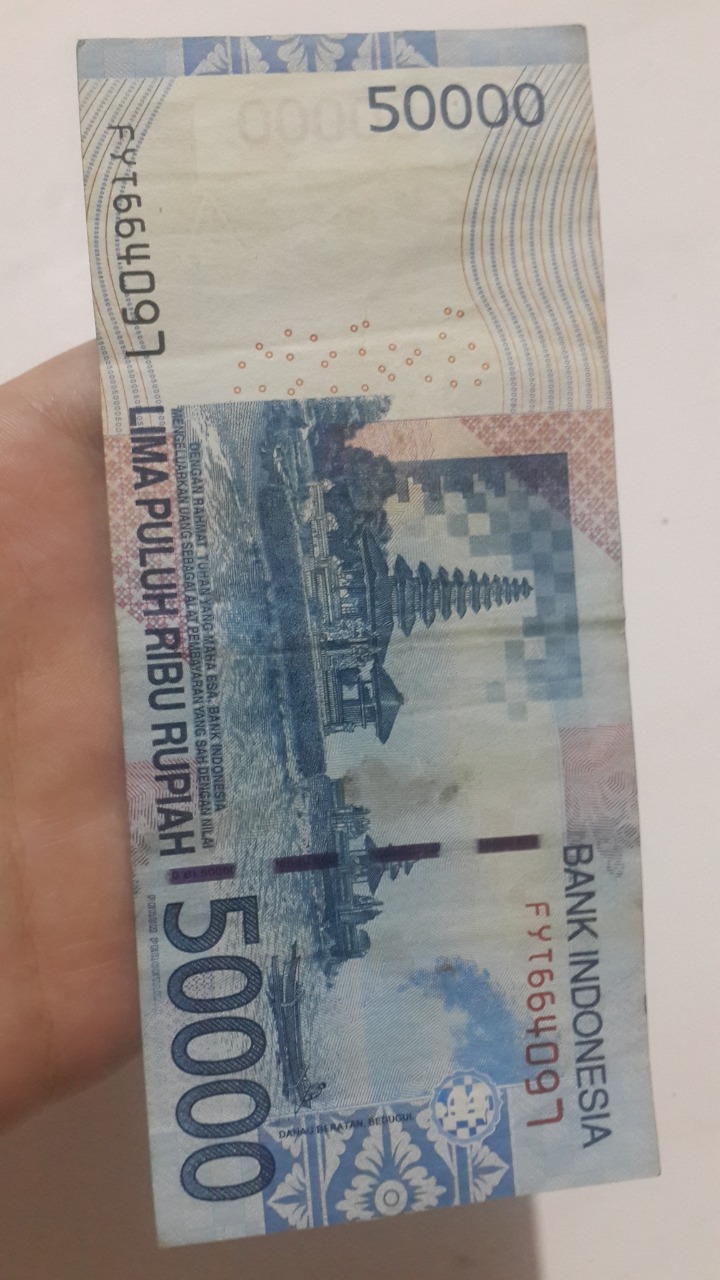 50000
BANK INDONESIA
FYT664097
DANAU BERATAN, BEDUGUL
DENGAN RAHMAT TUHAN YANG MAHA ESA, BANK INDONESIA
MENGELUARKAN UANG SEBAGAI ALAT PEMBAYARAN YANG SAH DENGAN NILAI
FYT664097
LIMA PULUH RIBU RUPIAH
50000